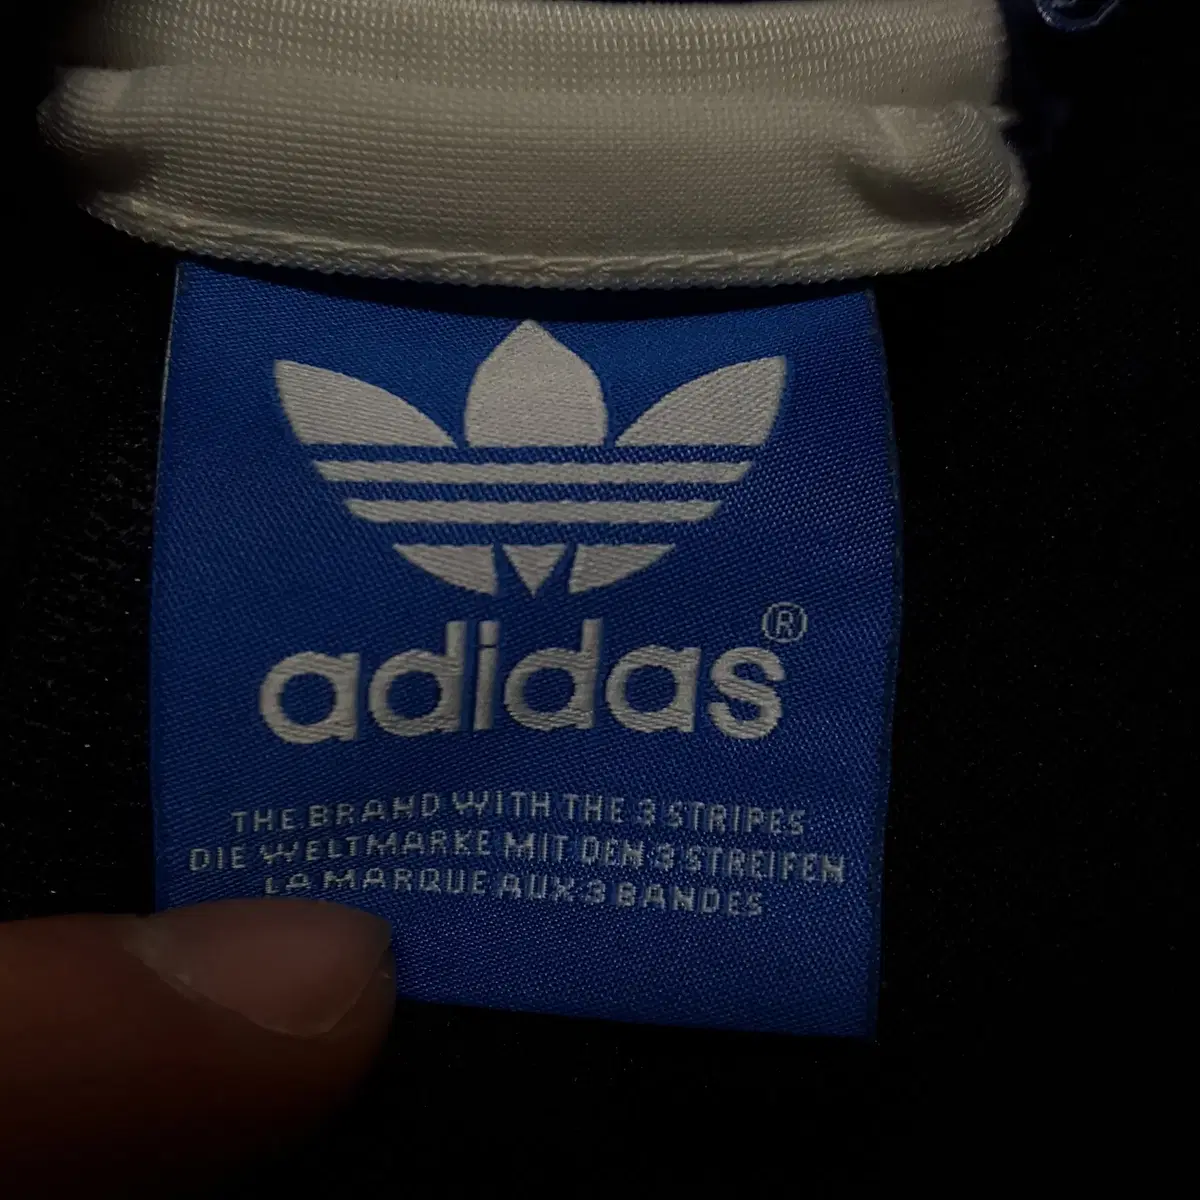 adidas®
THE BRAND WITH THE 3 STRIPES
DIE WELTMARKE MIT DEN 3 STREIFEN
LA MARQUE AUX 3 BANDES